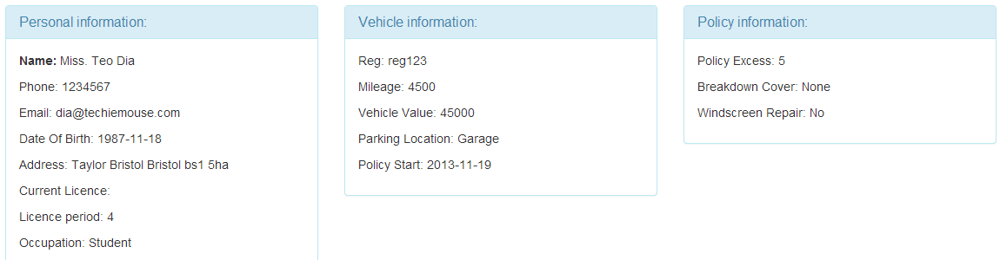 Personal information:
Name: Miss. Teo Dia
Phone: 1234567
Email: dia@techiemouse.com
Date Of Birth: 1987-11-18
Address: Taylor Bristol Bristol bs1 5ha
Current Licence:
Licence period: 4
Occupation: Student
Vehicle information:
Reg: reg123
Mileage: 4500
Vehicle Value: 45000
Parking Location: Garage
Policy Start: 2013-11-19
Policy information:
Policy Excess: 5
Breakdown Cover: None
Windscreen Repair: No